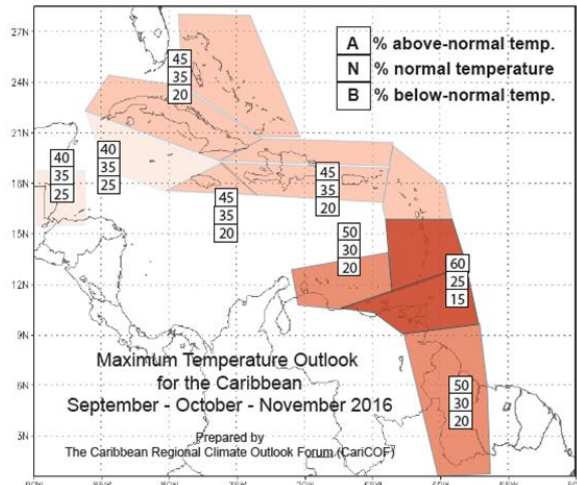 A % above-normal temp.
N % normal temperature
B % below-normal temp.
27N
24N
21N
18N
15N
12N
9N
6N
3N
45
35
20
40
35
25
40
35
25
45
35
20
45
35
20
50
30
20
60
25
15
50
30
20
Maximum Temperature Outlook
for the Caribbean
September - October - November 2016
Prepared by
The Caribbean Regional Climate Outlook Forum (CariCOF)